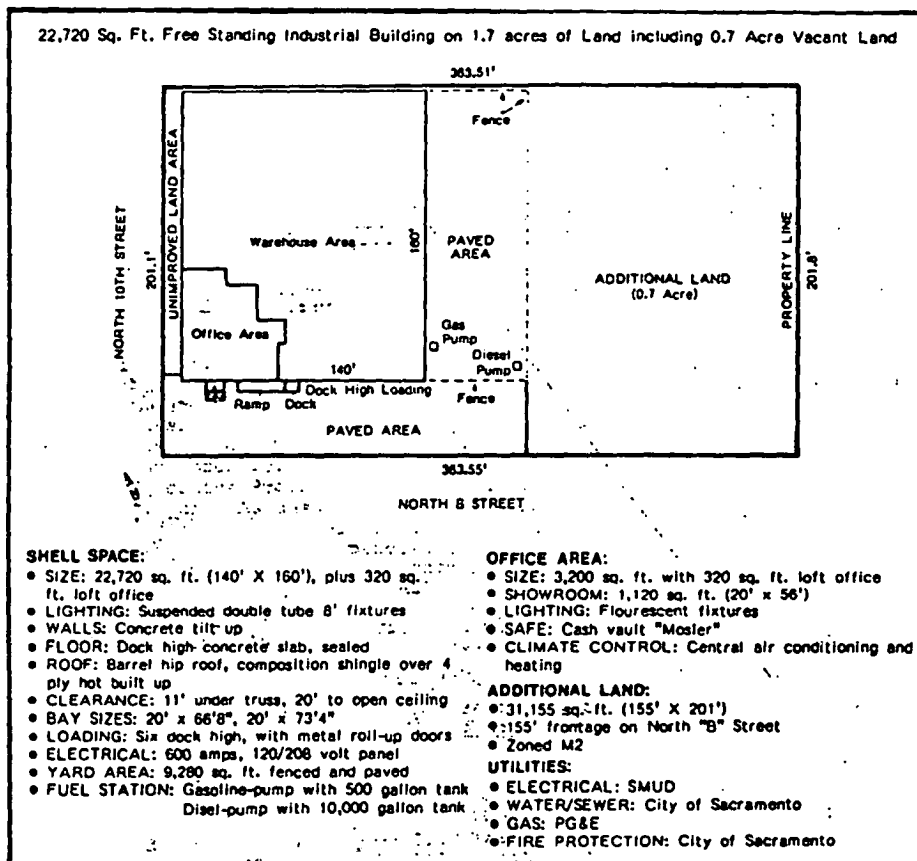 22,720 Sq. Ft. Free Standing Industrial Building on 1.7 acres of Land including 0.7 Acre Vacant Land
363.51'
Fence
NORTH 10TH STREET
201.1'
UNIMPROVED LAND AREA
Warehouse Area
160'
PAVED
AREA
ADDITIONAL LAND
(0.7 Acre)
PROPERTY LINE
201.8'
Office Area
Gas
Pump
Diesel
Pump
140'
Dock High Loading
Ramp
Dock
Fence
PAVED AREA
363.55'
NORTH B STREET
SHELL SPACE:
• SIZE: 22,720 sq. ft. (140' X 160'), plus 320 sq.
ft. loft office
• LIGHTING: Suspended double tube 8' fixtures
• WALLS: Concrete tilt up
• FLOOR: Dock high concrete slab, sealed
• ROOF: Barrel hip roof, composition shingle over 4
ply hot built up
• CLEARANCE: 11' under truss, 20' to open ceiling
• BAY SIZES: 20' x 66'8", 20' x 73'4"
• LOADING: Six dock high, with metal roll-up doors
• ELECTRICAL: 600 amps, 120/208 volt panel
• YARD AREA: 9,280 sq. ft. fenced and paved
• FUEL STATION: Gasoline-pump with 500 gallon tank
Disel-pump with 10,000 gallon tank
OFFICE AREA:
• SIZE: 3,200 sq. ft. with 320 sq. ft. loft office
• SHOWROOM: 1,120 sq. ft. (20' x 56')
• LIGHTING: Flourescent fixtures
• SAFE: Cash vault "Mosler"
• CLIMATE CONTROL: Central air conditioning and
heating
ADDITIONAL LAND:
• 31,155 sq. ft. (155' X 201')
• 155' frontage on North "B" Street
• Zoned M2
UTILITIES:
• ELECTRICAL: SMUD
• WATER/SEWER: City of Sacramento
• GAS: PG&E
• FIRE PROTECTION: City of Sacramento